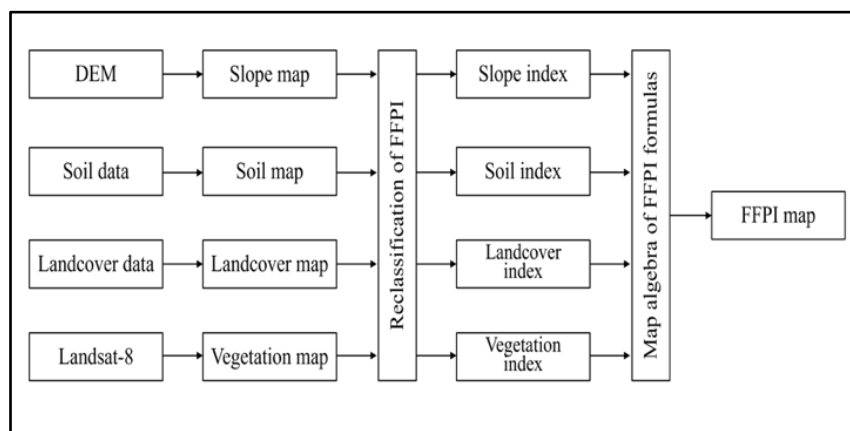 DEM
Slope map
Slope index
Soil data
Soil map
Soil index
Landcover data
Landcover map
Landcover
index
Landsat-8
Vegetation map
Vegetation
index
Reclassification of FFPI
Map algebra of FFPI formulas
FFPI map